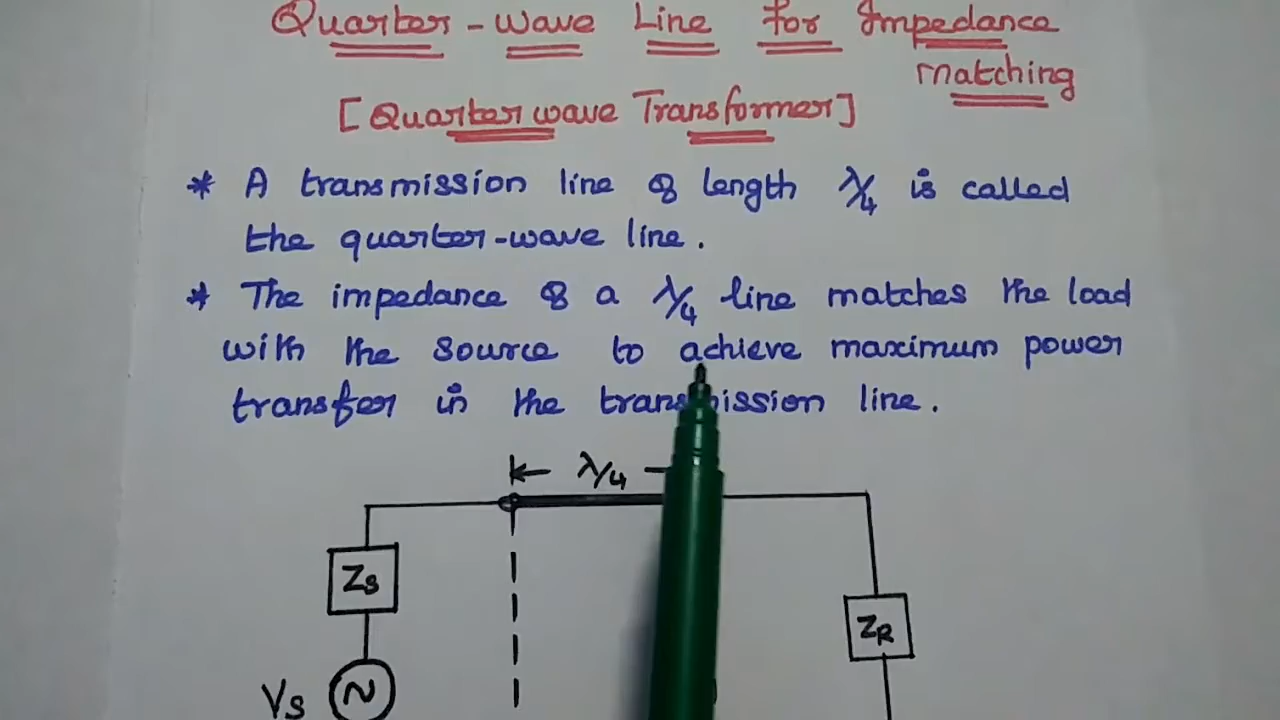 Quarter-wave Line for Impedance
matching
[Quarter wave Transformer]
* A transmission line of length λ/4 is called
the quarter-wave line.
* The impedance of a λ/4 line matches the load
with the source to achieve maximum power
transfer in the transmission line.
λ/4
Zs
ZR
Vs